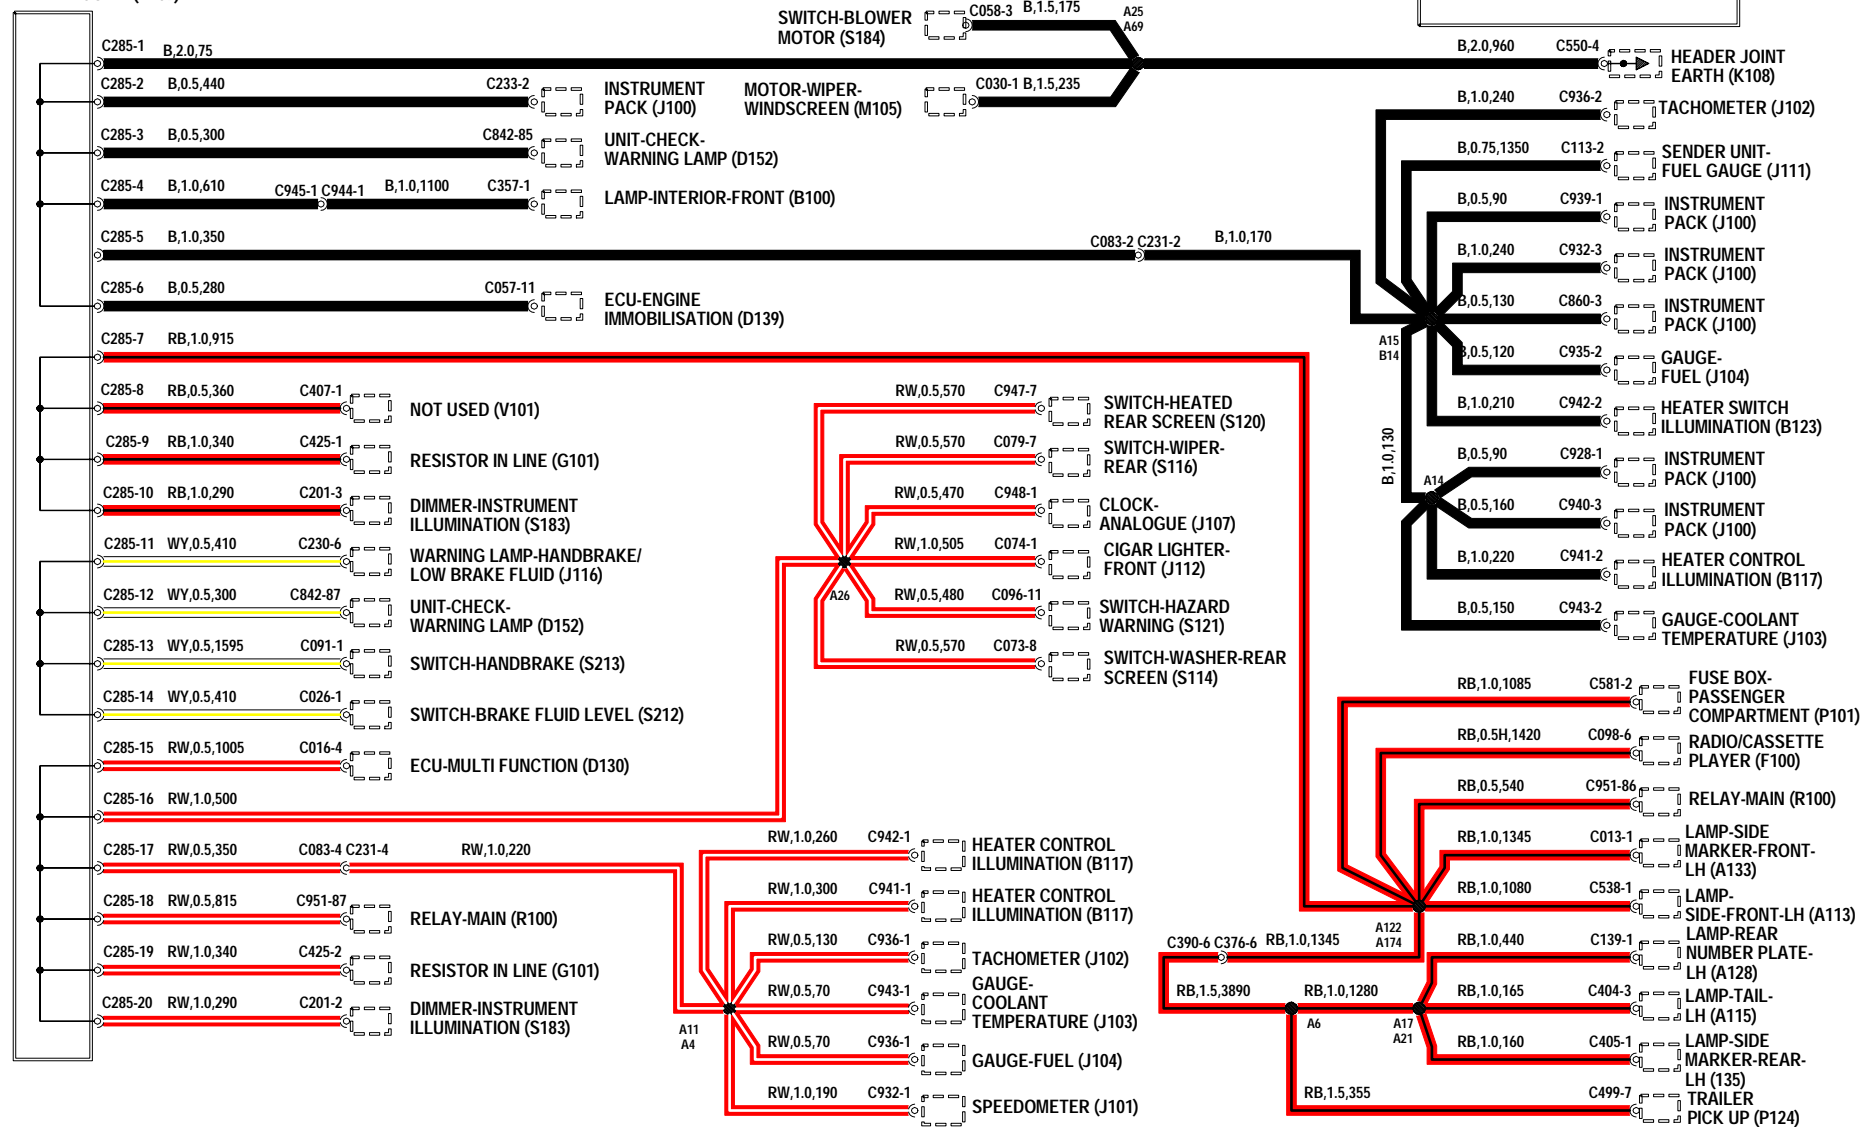 C285-1 B,2.0,75
C285-2 B,0.5,440 C233-2
INSTRUMENT
PACK (J100)
C285-3 B,0.5,300 C842-85
UNIT-CHECK-
WARNING LAMP (D152)
C285-4 B,1.0,610 C945-1 C944-1 B,1.0,1100 C357-1
LAMP-INTERIOR-FRONT (B100)
C285-5 B,1.0,350 C083-2 C231-2 B,1.0,170
C285-6 B,0.5,280 C057-11
ECU-ENGINE
IMMOBILISATION (D139)
C285-7 RB,1.0,915
C285-8 RB,0.5,360 C407-1
NOT USED (V101)
C285-9 RB,1.0,340 C425-1
RESISTOR IN LINE (G101)
C285-10 RB,1.0,290 C201-3
DIMMER-INSTRUMENT
ILLUMINATION (S183)
C285-11 WY,0.5,410 C230-6
WARNING LAMP-HANDBRAKE/
LOW BRAKE FLUID (J116)
C285-12 WY,0.5,300 C842-87
UNIT-CHECK-
WARNING LAMP (D152)
C285-13 WY,0.5,1595 C091-1
SWITCH-HANDBRAKE (S213)
C285-14 WY,0.5,410 C026-1
SWITCH-BRAKE FLUID LEVEL (S212)
C285-15 RW,0.5,1005 C016-4
ECU-MULTI FUNCTION (D130)
C285-16 RW,1.0,500
C285-17 RW,0.5,350 C083-4 C231-4 RW,1.0,220
C285-18 RW,0.5,815 C951-87
RELAY-MAIN (R100)
C285-19 RW,1.0,340 C425-2
RESISTOR IN LINE (G101)
C285-20 RW,1.0,290 C201-2
DIMMER-INSTRUMENT
ILLUMINATION (S183)
SWITCH-BLOWER
MOTOR (S184)
C058-3 B,1.5,175
A25
A69
MOTOR-WIPER-
WINDSCREEN (M105)
C030-1 B,1.5,235
B,2.0,960 C550-4
HEADER JOINT
EARTH (K108)
B,1.0,240 C936-2
TACHOMETER (J102)
B,0.75,1350 C113-2
SENDER UNIT-
FUEL GAUGE (J111)
B,0.5,90 C939-1
INSTRUMENT
PACK (J100)
B,1.0,240 C932-3
INSTRUMENT
PACK (J100)
B,0.5,130 C860-3
INSTRUMENT
PACK (J100)
A15
B14
B,0.5,120 C935-2
GAUGE-
FUEL (J104)
B,1.0,210 C942-2
HEATER SWITCH
ILLUMINATION (B123)
B,1.0,130
A14
B,0.5,90 C928-1
INSTRUMENT
PACK (J100)
B,0.5,160 C940-3
INSTRUMENT
PACK (J100)
B,1.0,220 C941-2
HEATER CONTROL
ILLUMINATION (B117)
B,0.5,150 C943-2
GAUGE-COOLANT
TEMPERATURE (J103)
RW,0.5,570 C947-7
SWITCH-HEATED
REAR SCREEN (S120)
RW,0.5,570 C079-7
SWITCH-WIPER-
REAR (S116)
RW,0.5,470 C948-1
CLOCK-
ANALOGUE (J107)
RW,1.0,505 C074-1
CIGAR LIGHTER-
FRONT (J112)
A26
RW,0.5,480 C096-11
SWITCH-HAZARD
WARNING (S121)
RW,0.5,570 C073-8
SWITCH-WASHER-REAR
SCREEN (S114)
RW,1.0,260 C942-1
HEATER CONTROL
ILLUMINATION (B117)
RW,1.0,300 C941-1
HEATER CONTROL
ILLUMINATION (B117)
RW,0.5,130 C936-1
TACHOMETER (J102)
RW,0.5,70 C943-1
GAUGE-
COOLANT
TEMPERATURE (J103)
A11
A4
RW,0.5,70 C936-1
GAUGE-FUEL (J104)
RW,1.0,190 C932-1
SPEEDOMETER (J101)
RB,1.0,1085 C581-2
FUSE BOX-
PASSENGER
COMPARTMENT (P101)
RB,0.5H,1420 C098-6
RADIO/CASSETTE
PLAYER (F100)
RB,0.5,540 C951-86
RELAY-MAIN (R100)
RB,1.0,1345 C013-1
LAMP-SIDE
MARKER-FRONT-
LH (A133)
RB,1.0,1080 C538-1
LAMP-
SIDE-FRONT-LH (A113)
A122
A174
C390-6 C376-6 RB,1.0,1345
RB,1.0,440 C139-1
LAMP-REAR
NUMBER PLATE-
LH (A128)
RB,1.5,3890 RB,1.0,1280
A6
A17
A21
RB,1.0,165 C404-3
LAMP-TAIL-
LH (A115)
RB,1.0,160 C405-1
LAMP-SIDE
MARKER-REAR-
LH (135)
RB,1.5,355 C499-7
TRAILER
PICK UP (P124)